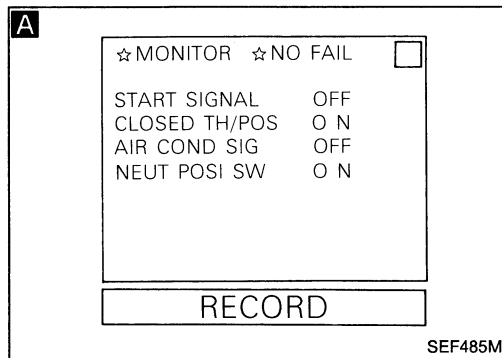 A
☆MONITOR ☆NO FAIL
START SIGNAL OFF
CLOSED TH/POS O N
AIR COND SIG OFF
NEUT POSI SW O N
RECORD
SEF485M